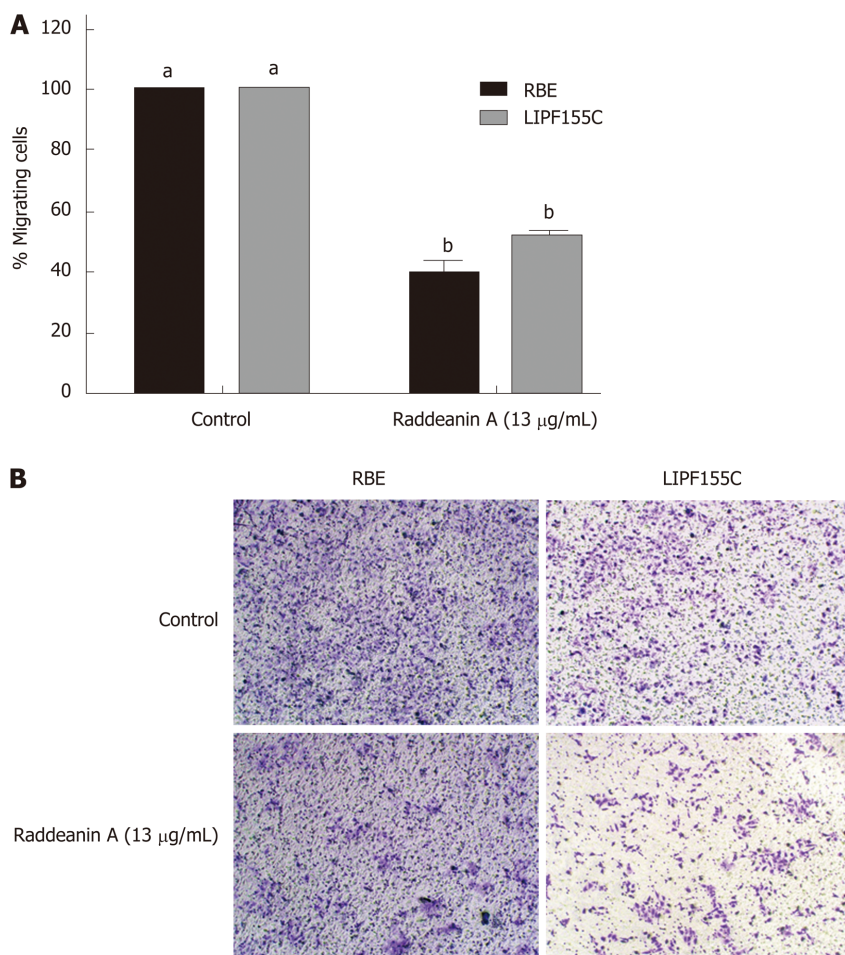 A
120
100
80
60
40
20
0
% Migrating cells
a
a
b
b
RBE
LIPF155C
Control
Raddeanin A (13 μg/mL)
B
RBE
LIPF155C
Control
Raddeanin A (13 μg/mL)